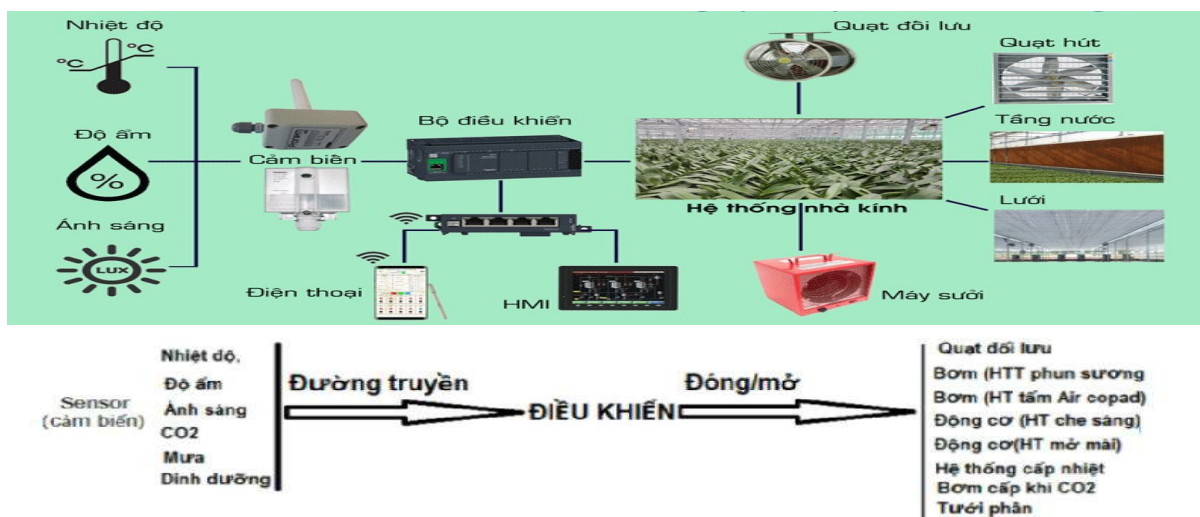 Nhiệt độ
°C
°C
Độ ẩm
%
Ánh sáng
LUX
Cảm biến
Bộ điều khiển
Điện thoại
HMI
Quạt đối lưu
Quạt hút
Tầng nước
Lưới
Hệ thống nhà kính
Máy sưởi
Sensor
(cảm biến)
Nhiệt độ,
Độ ẩm
Ảnh sáng
CO2
Mưa
Dinh dưỡng
Đường truyền
ĐIỀU KHIỂN
Đóng/mở
Quạt đối lưu
Bơm (HTT phun sương
Bơm (HT tấm Air copad)
Động cơ (HT che sáng)
Động cơ(HT mở mài)
Hệ thống cấp nhiệt
Bơm cấp khi CO2
Tưới phân